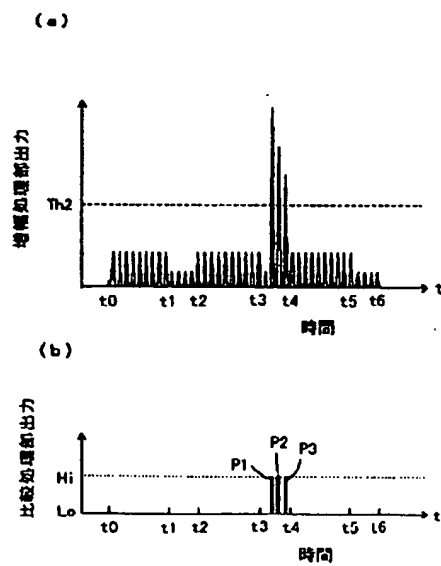 (a)
増幅処理部出力
Th2
t0 t1 t2 t3 t4 t5 t6 t
時間
(b)
比較処理部出力
P1 P2 P3
Hi
Lo
t0 t1 t2 t3 t4 t5 t6 t
時間